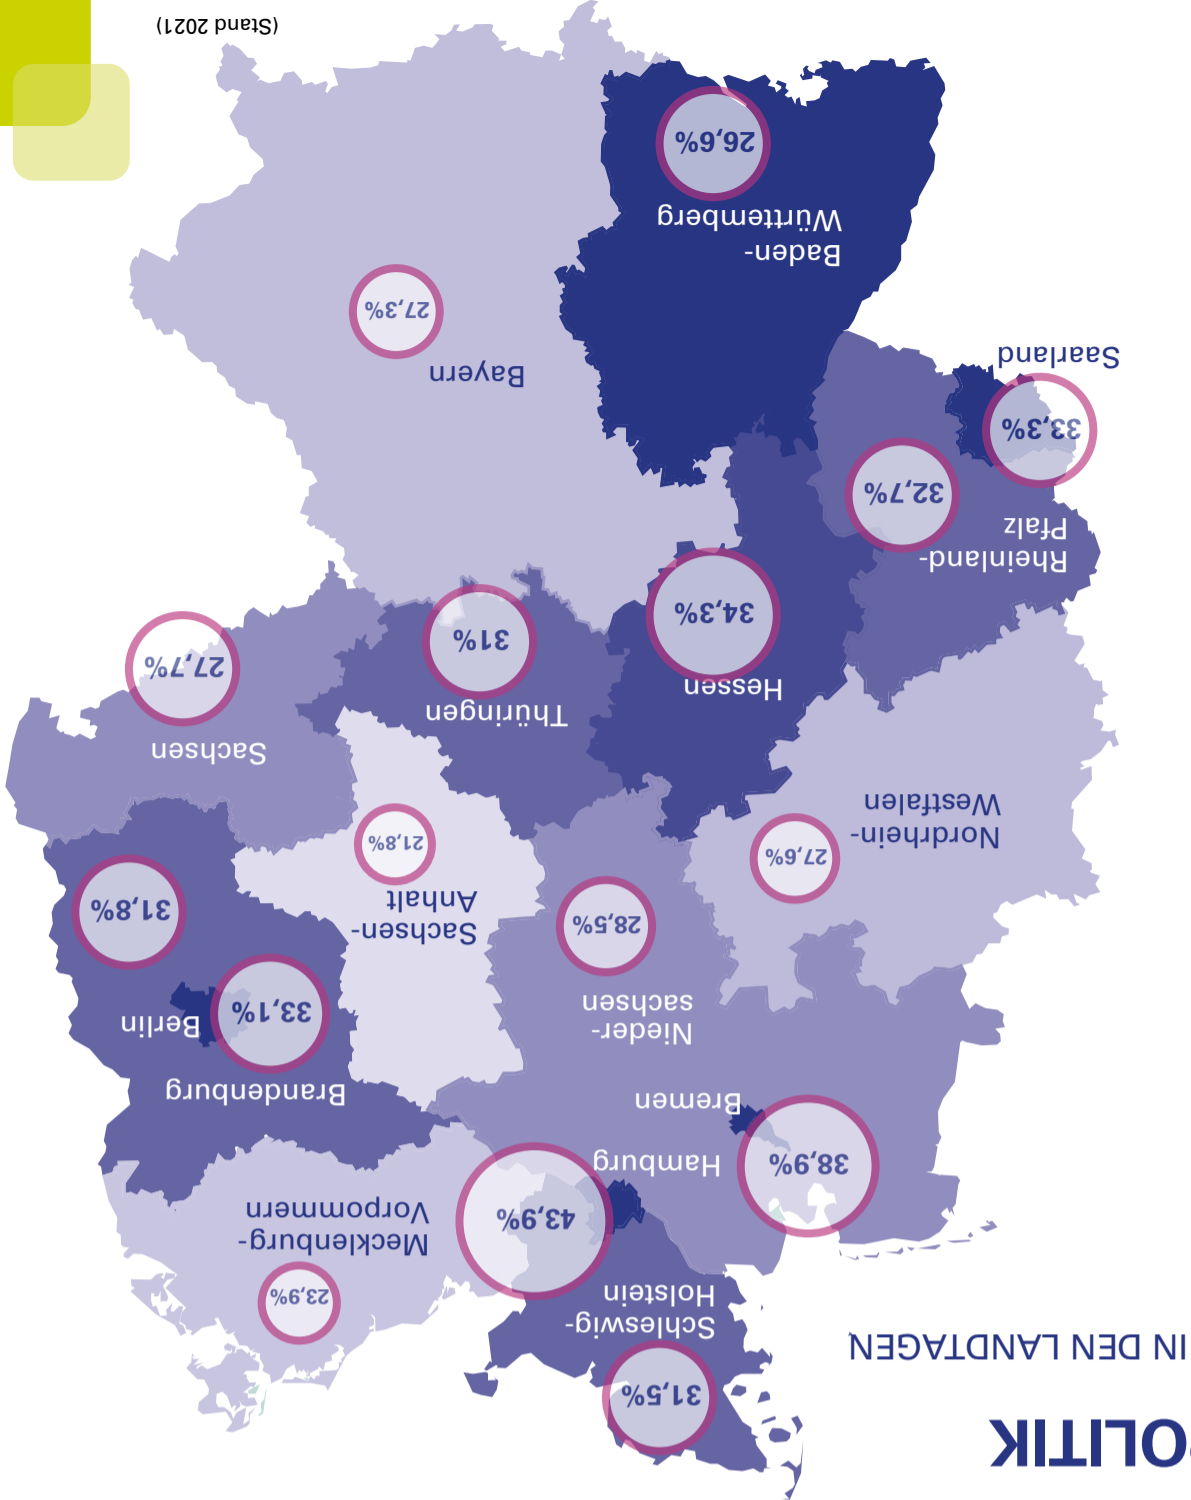 OLITIK
IN DEN LANDTAGEN
31,5%
Schleswig-
Holstein
23,9%
Mecklenburg-
Vorpommern
43,9%
Hamburg
38,9%
Bremen
Brandenburg
Berlin
33,1%
31,8%
Nieder-
sachsen
28,5%
Sachsen-
Anhalt
21,8%
Nordrhein-
Westfalen
27,6%
Sachsen
27,7%
Thüringen
31%
Hessen
34,3%
Rheinland-
Pfalz
32,7%
33,3%
Saarland
Bayern
27,3%
Baden-
Württemberg
26,6%
(Stand 2021)